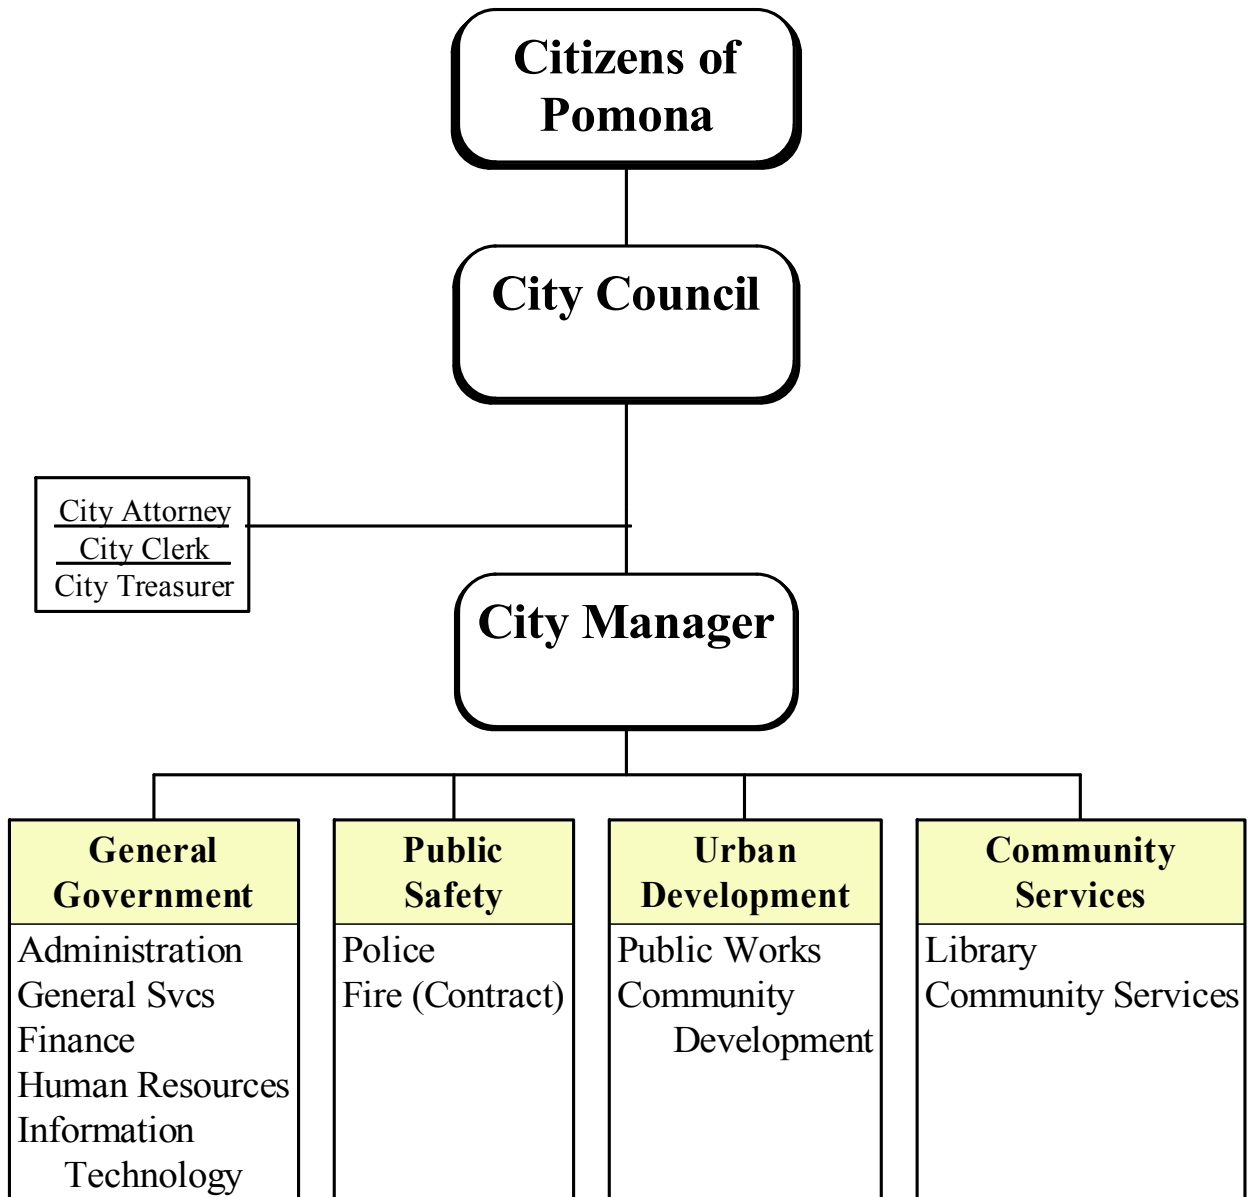 Citizens of
Pomona
City Council
City Attorney
City Clerk
City Treasurer
City Manager
General
Government
Administration
General Svcs
Finance
Human Resources
Information
Technology
Public
Safety
Police
Fire (Contract)
Urban
Development
Public Works
Community
Development
Community
Services
Library
Community Services